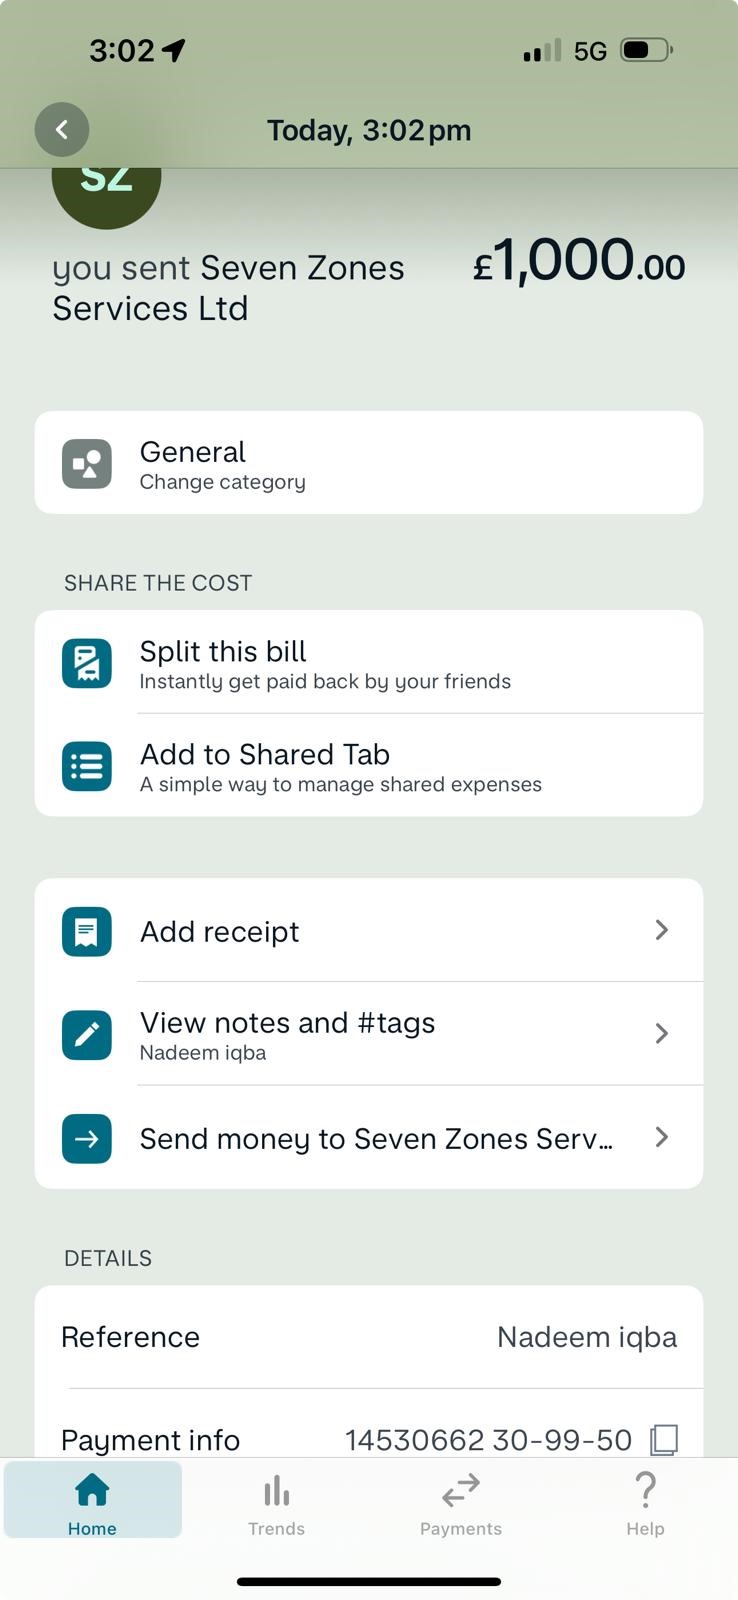 3:02
5G
Today, 3:02pm
SZ
you sent Seven Zones
Services Ltd
£1,000.00
General
Change category
SHARE THE COST
Split this bill
Instantly get paid back by your friends
Add to Shared Tab
A simple way to manage shared expenses
Add receipt
View notes and #tags
Nadeem iqba
Send money to Seven Zones Serv...
DETAILS
Reference
Nadeem iqba
Payment info
14530662 30-99-50
Home
Trends
Payments
Help